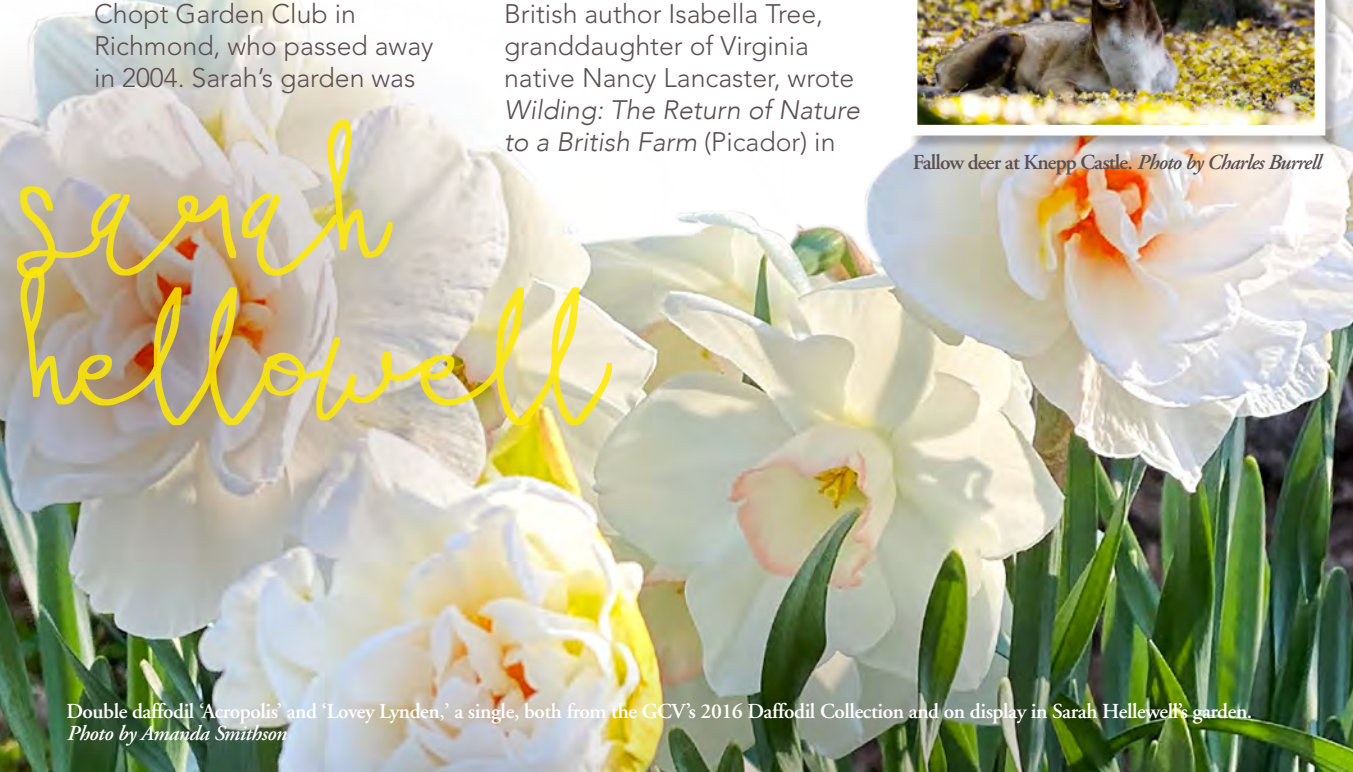 Chopt Garden Club in
Richmond, who passed away
in 2004. Sarah’s garden was
British author Isabella Tree,
granddaughter of Virginia
native Nancy Lancaster, wrote
Wilding: The Return of Nature
to a British Farm (Picador) in
Fallow deer at Knepp Castle. Photo by Charles Burrell
sarah
hellowell
Double daffodil ‘Acropolis’ and ‘Lovey Lynden,’ a single, both from the GCV’s 2016 Daffodil Collection and on display in Sarah Hellewell’s garden.
Photo by Amanda Smithson